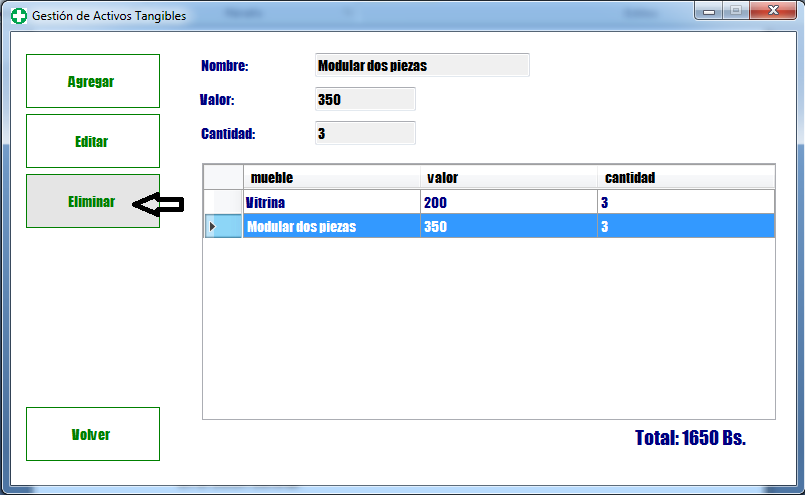 Gestión de Activos Tangibles
Agregar
Editar
Eliminar
Volver
Nombre: Modular dos piezas
Valor: 350
Cantidad: 3
mueble valor cantidad
Vitrina 200 3
Modular dos piezas 350 3
Total: 1650 Bs.